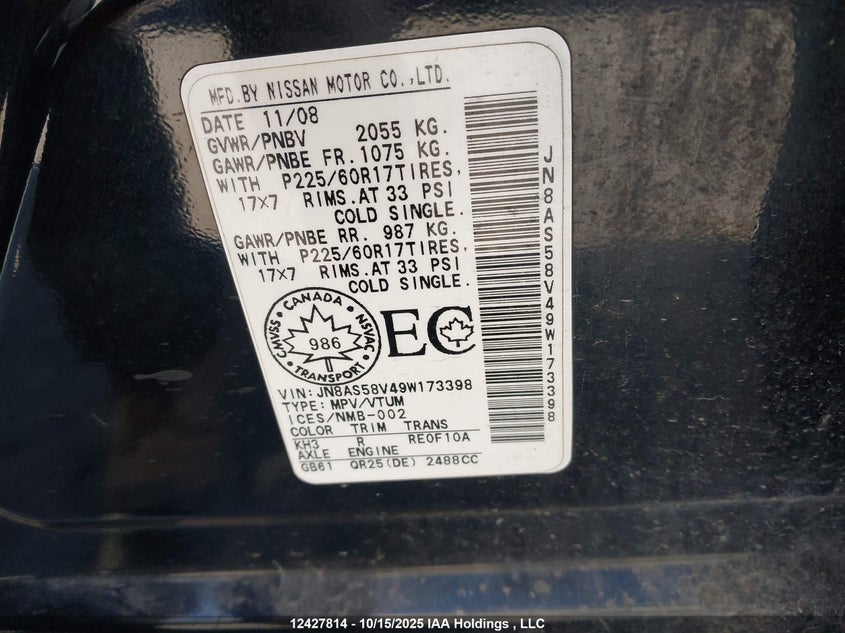 MFD.BY NISSAN MOTOR CO.,LTD.
DATE 11/08
GVWR/PNBV 2055 KG.
GAWR/PNBE FR.1075 KG.
WITH P225/60R17TIRES,
17X7 RIMS.AT 33 PSI
COLD SINGLE.
GAWR/PNBE RR. 987 KG.
WITH P225/60R17TIRES,
17X7 RIMS.AT 33 PSI
COLD SINGLE.
CANADA
CMVSS NSVAC
986
TRANSPORT
EC
VIN:JN8AS58V49W173398
TYPE:MPV/VTUM
ICES/NMB-002
COLOR TRIM TRANS
KH3 R RE0F10A
AXLE ENGINE
GB61 QR25(DE) 2488CC
JN8AS58V49W173398
12427814 - 10/15/2025 IAA Holdings , LLC